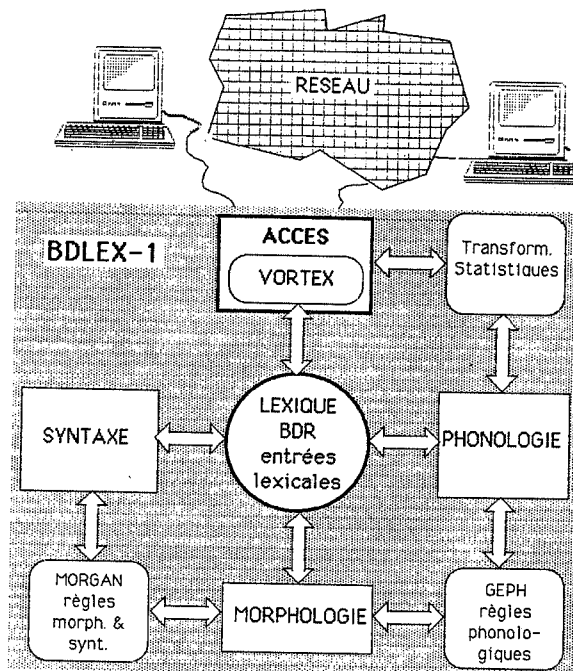 RESEAU
BDLEX-1
ACCES
VORTEX
Transform.
Statistiques
SYNTAXE
LEXIQUE
BDR
entrées
lexicales
PHONOLOGIE
MORGAN
règles
morph. &
synt.
MORPHOLOGIE
GEPH
règles
phonolo-
giques